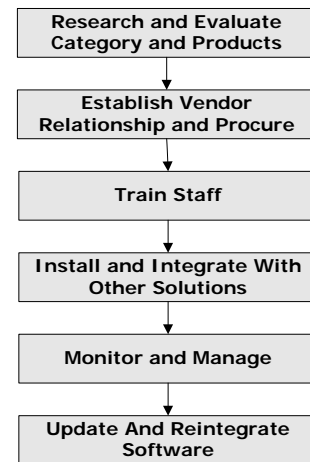 Research and Evaluate
Category and Products
Establish Vendor
Relationship and Procure
Train Staff
Install and Integrate With
Other Solutions
Monitor and Manage
Update And Reintegrate
Software